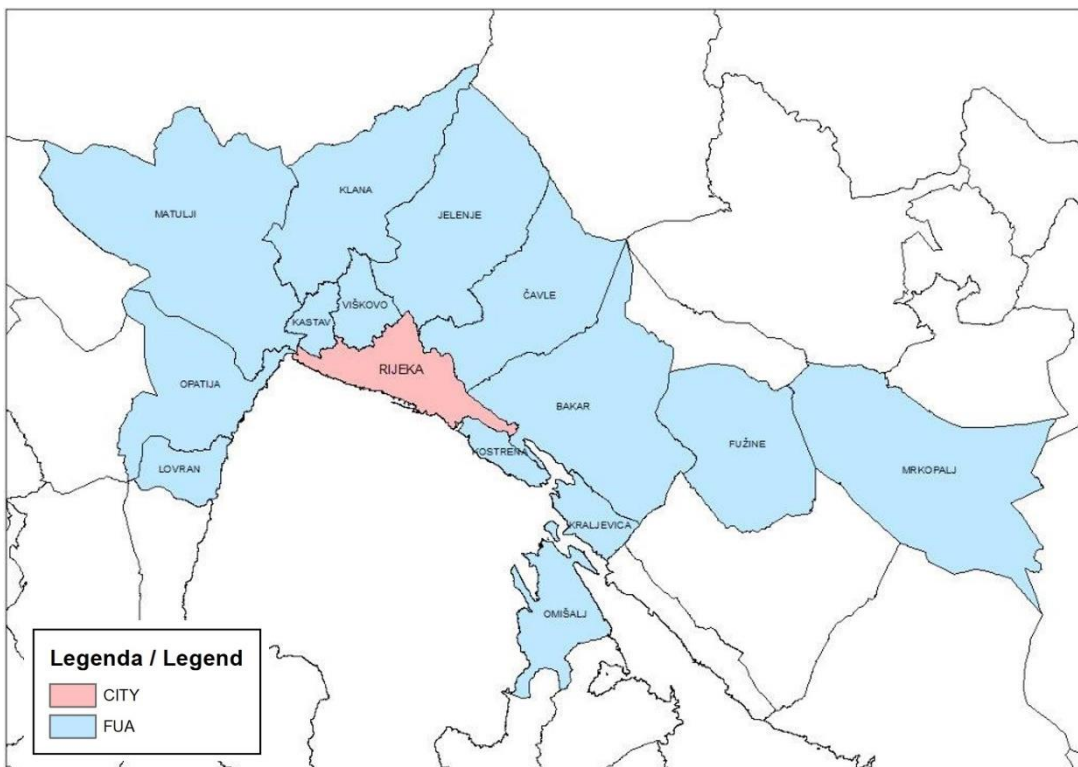 KLANA
MATULJI
JELENJE
ČAVLE
VIŠKOVO
KASTAV
RIJEKA
OPATIJA
BAKAR
FUŽINE
KOSTRENA
LOVRAN
MRKOPALJ
KRALJEVICA
OMIŠALJ
Legenda / Legend
CITY
FUA